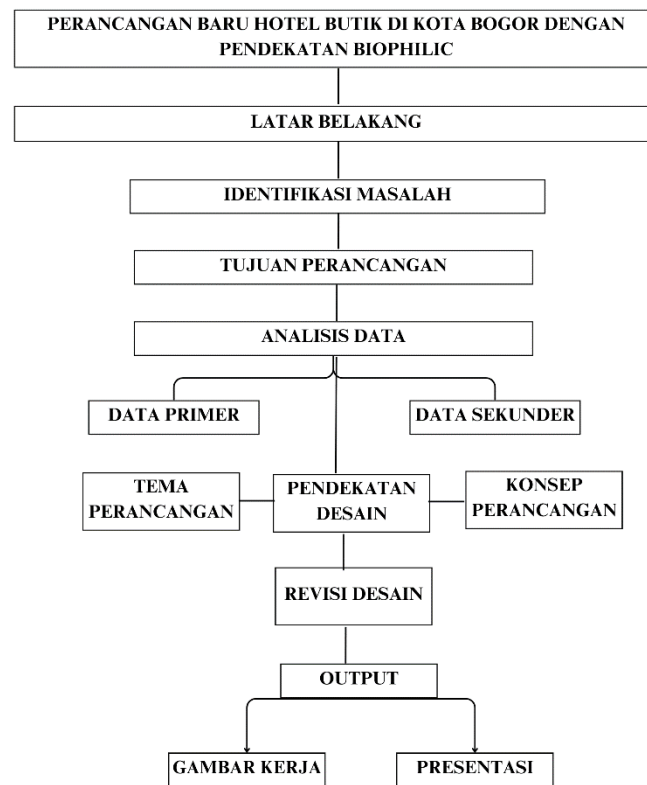 PERANCANGAN BARU HOTEL BUTIK DI KOTA BOGOR DENGAN
PENDEKATAN BIOPHILIC
LATAR BELAKANG
IDENTIFIKASI MASALAH
TUJUAN PERANCANGAN
ANALISIS DATA
DATA PRIMER
DATA SEKUNDER
TEMA
PERANCANGAN
PENDEKATAN
DESAIN
KONSEP
PERANCANGAN
REVISI DESAIN
OUTPUT
GAMBAR KERJA
PRESENTASI